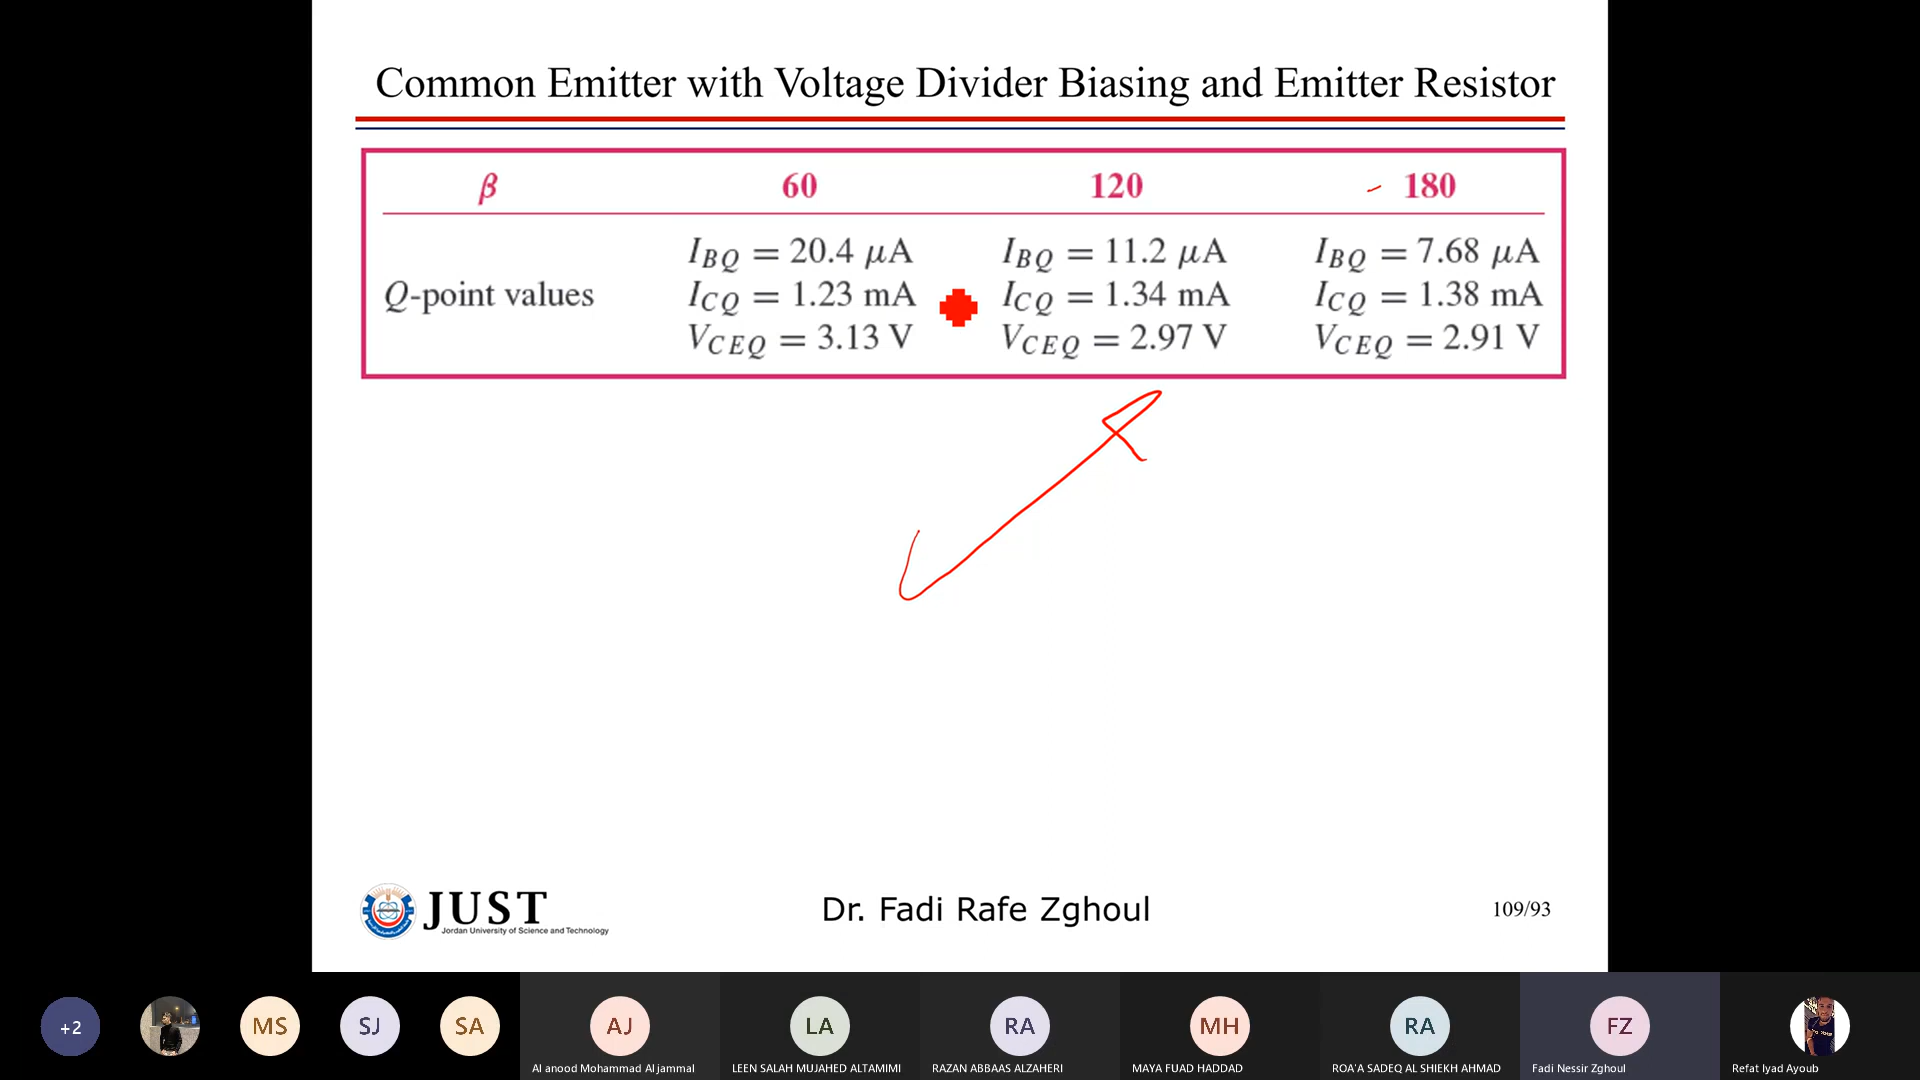 Common Emitter with Voltage Divider Biasing and Emitter Resistor
β 60 120 180
I_BQ = 20.4 μA I_BQ = 11.2 μA I_BQ = 7.68 μA
Q-point values I_CQ = 1.23 mA I_CQ = 1.34 mA I_CQ = 1.38 mA
V_CEQ = 3.13 V V_CEQ = 2.97 V V_CEQ = 2.91 V
JUST
Jordan University of Science and Technology
Dr. Fadi Rafe Zghoul
109/93
+2 MS SJ SA AJ LA RA MH RA FZ
Al anood Mohammad Al jammal LEEN SALAH MUJAHED ALTAMIMI RAZAN ABBAAS ALZAHERI MAYA FUAD HADDAD ROA'A SADEQ AL SHIEKH AHMAD Fadi Nessir Zghoul Refat Iyad Ayoub